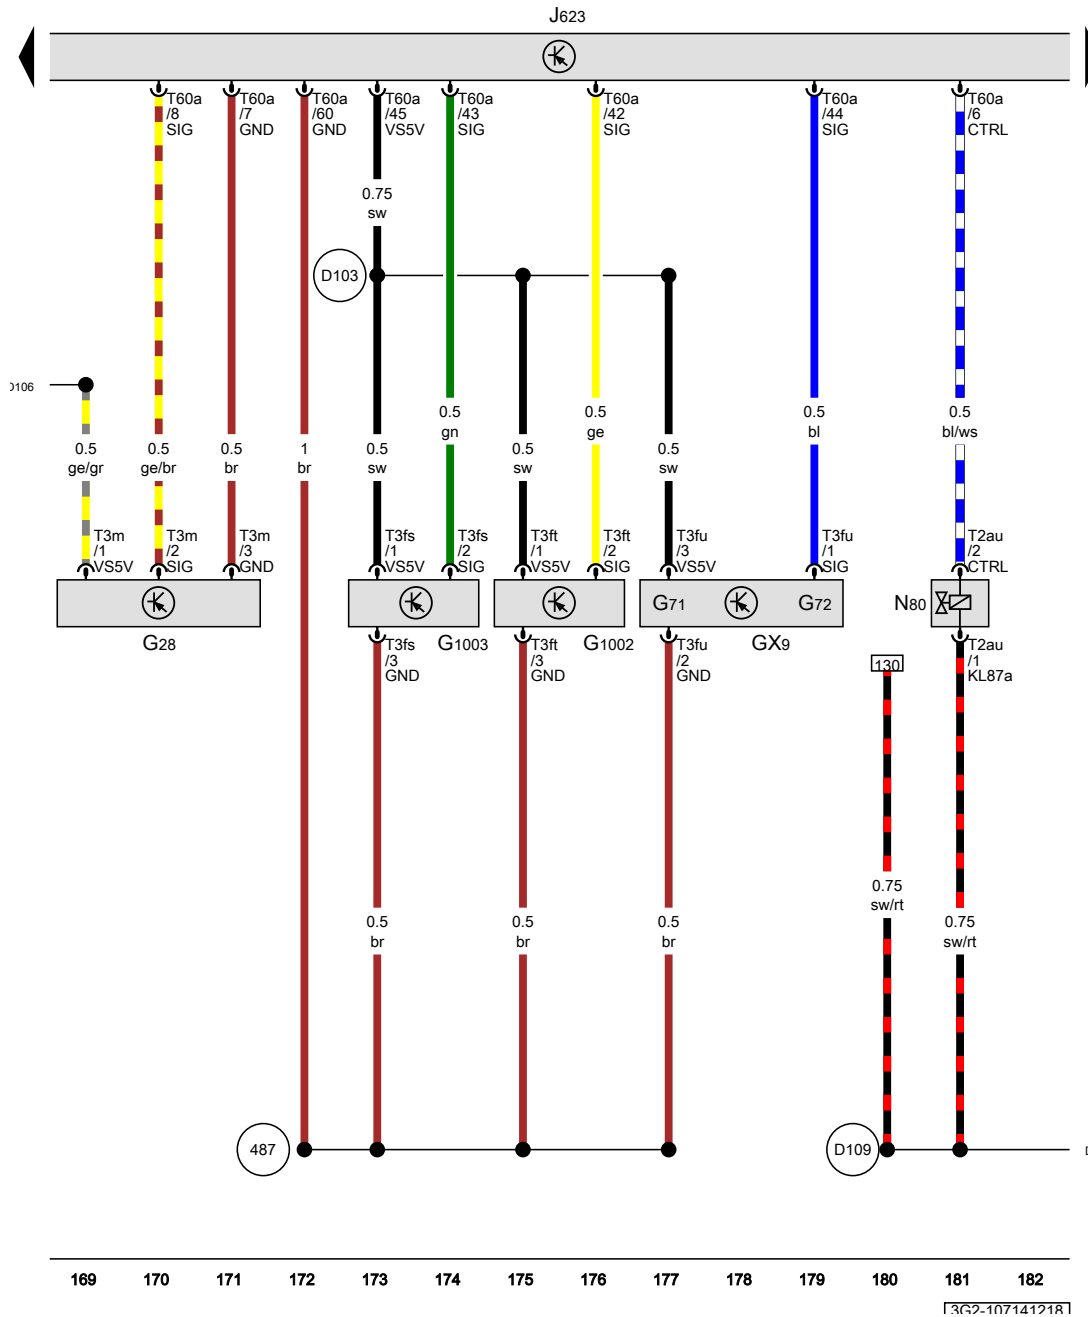 J623
T60a
/8
SIG
T60a
/7
GND
T60a
/60
GND
T60a
/45
VS5V
T60a
/43
SIG
T60a
/42
SIG
T60a
/44
SIG
T60a
/6
CTRL
0.75
sw
D103
0.5
gn
0.5
ge
0.5
bl
0.5
bl/ws
0.5
ge/gr
0.5
ge/br
0.5
br
1
br
0.5
sw
0.5
sw
0.5
sw
T3m
/1
VS5V
T3m
/2
SIG
T3m
/3
GND
T3fs
/1
VS5V
T3fs
/2
SIG
T3ft
/1
VS5V
T3ft
/2
SIG
T3fu
/3
VS5V
T3fu
/1
SIG
T2au
/2
CTRL
G71
G72
N80
G28
G1003
G1002
GX9
T3fs
/3
GND
T3ft
/3
GND
T3fu
/2
GND
T2au
/1
KL87a
130
0.75
sw/rt
0.5
br
0.5
br
0.5
br
0.75
sw/rt
487
D109
169 170 171 172 173 174 175 176 177 178 179 180 181 182
3G2-107141218